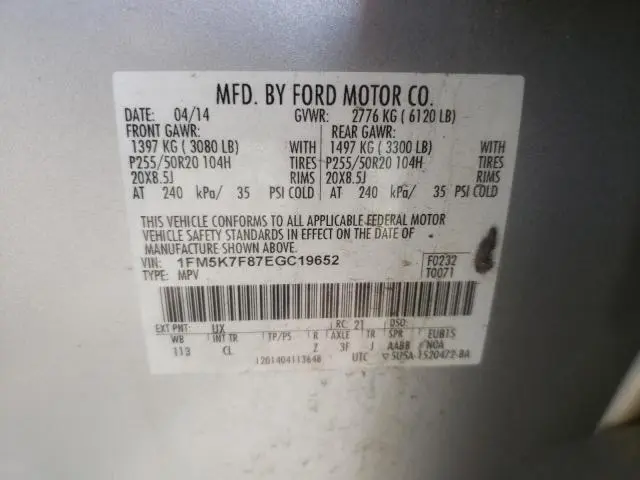 MFD. BY FORD MOTOR CO.
DATE: 04/14 GVWR: 2776 KG ( 6120 LB)
FRONT GAWR: REAR GAWR:
1397 KG ( 3080 LB) WITH 1497 KG ( 3300 LB) WITH
P255/50R20 104H TIRES P255/50R20 104H TIRES
20X8.5J RIMS 20X8.5J RIMS
AT 240 kPa/ 35 PSI COLD AT 240 kPa/ 35 PSI COLD
THIS VEHICLE CONFORMS TO ALL APPLICABLE FEDERAL MOTOR
VEHICLE SAFETY STANDARDS IN EFFECT ON THE DATE OF
MANUFACTURE SHOWN ABOVE.
VIN: 1FM5K7F87EGC19652 F0232
TYPE: MPV T0071
EXT PNT: UX RC: 21 DSO:
WB INT TR TP/PS R AXLE TR SPR EUBTS
113 CL Z 3F J AABB NOA
UTC ▽5U5A-1520472-BA